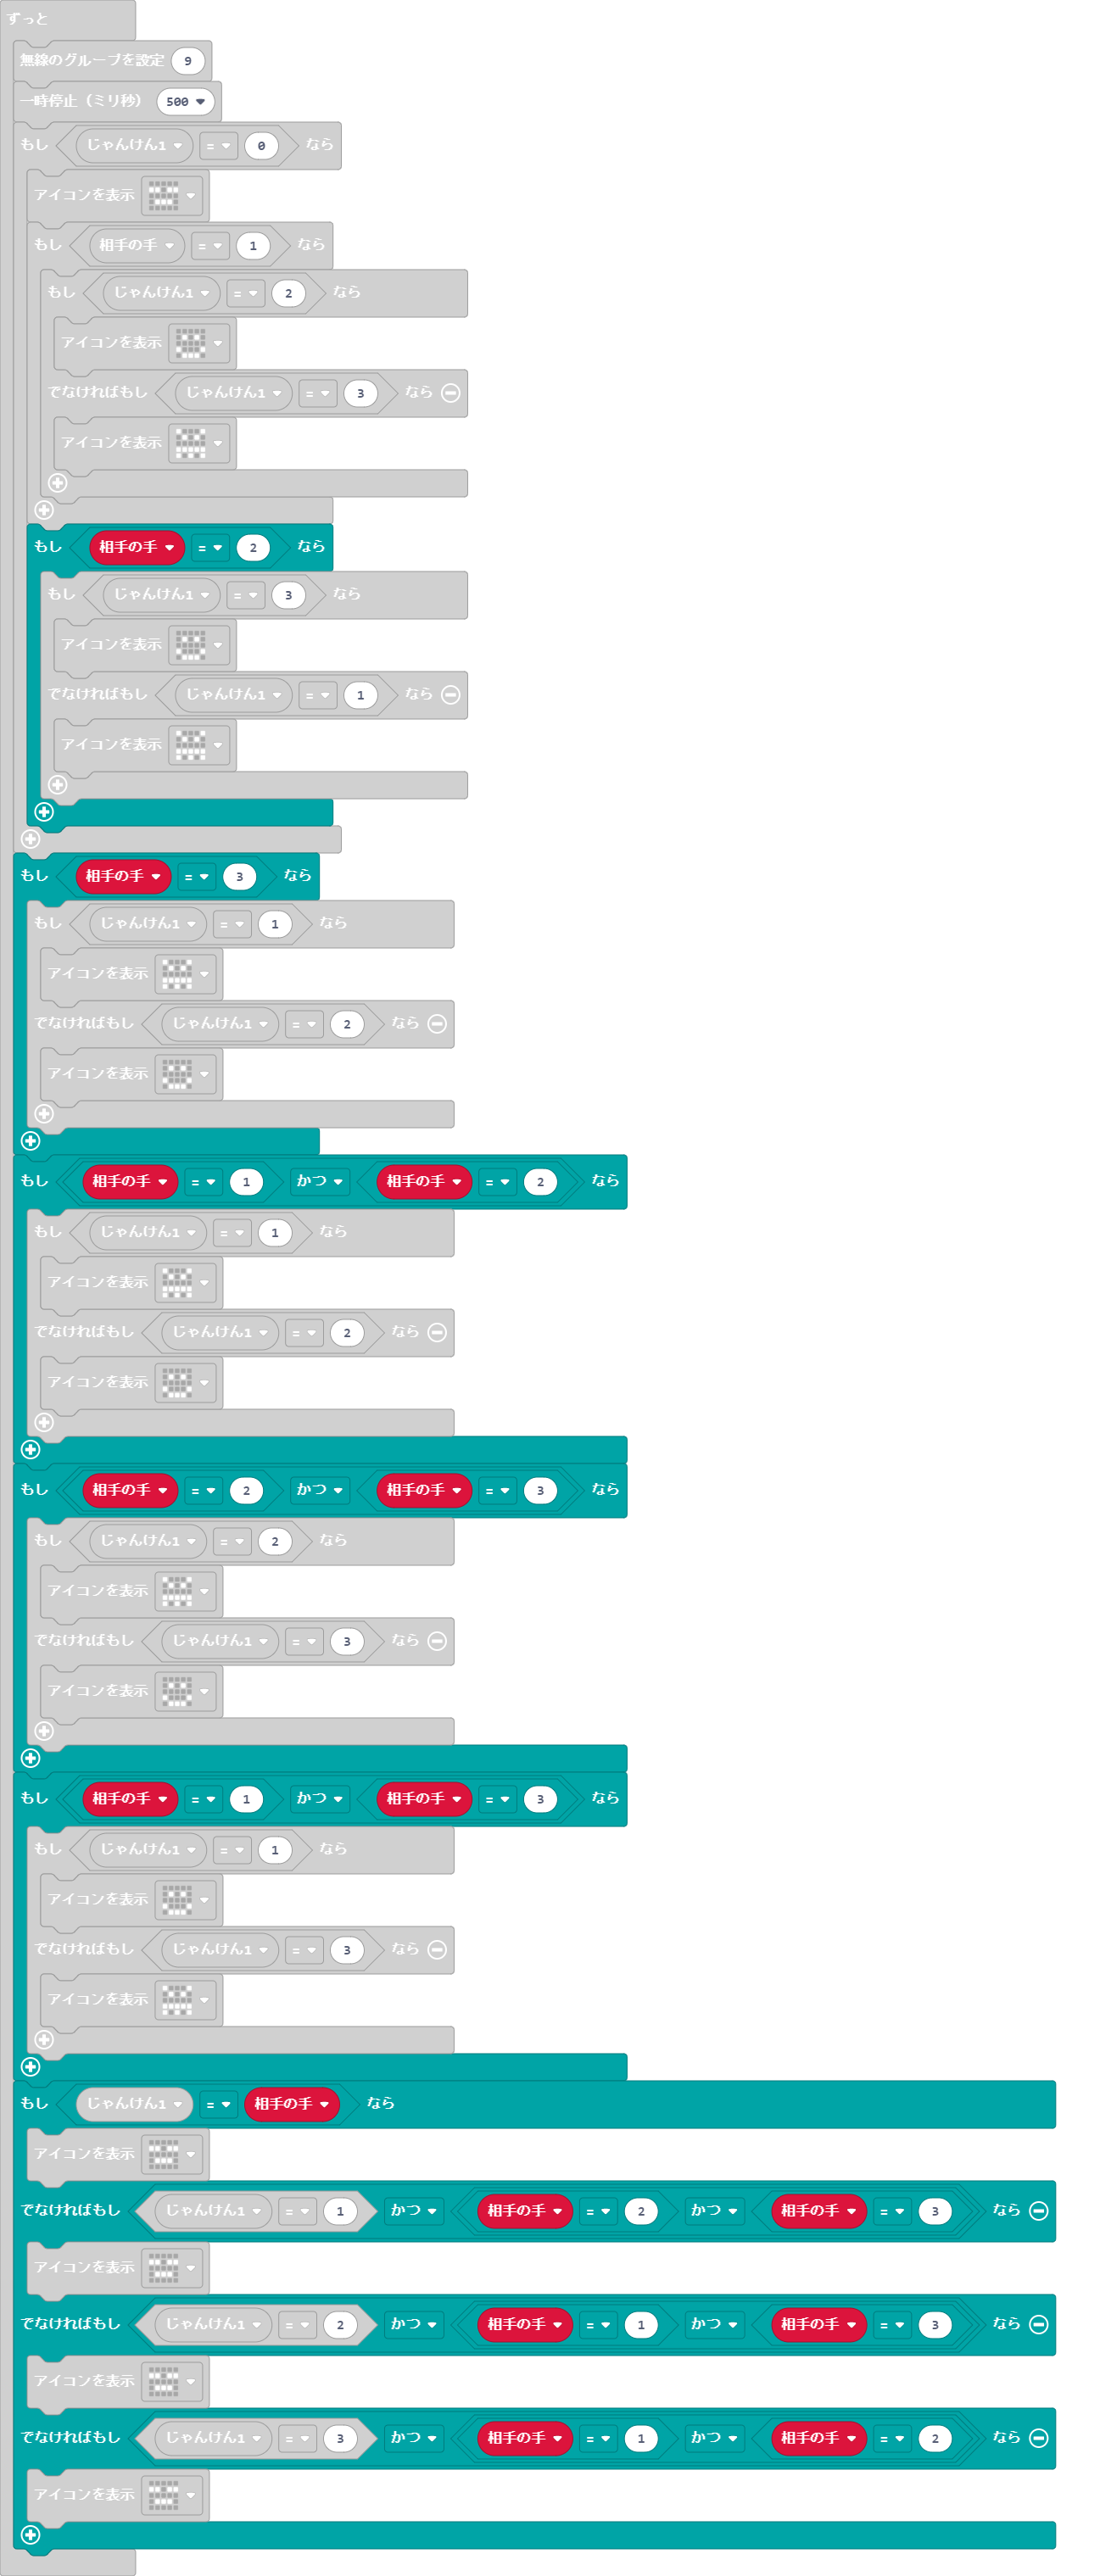 ずっと
無線のグループを設定 9
一時停止（ミリ秒） 500
もし じゃんけん1 = 0 なら
アイコンを表示
もし 相手の手 = 1 なら
もし じゃんけん1 = 2 なら
アイコンを表示
でなければもし じゃんけん1 = 3 なら
アイコンを表示
もし 相手の手 = 2 なら
もし じゃんけん1 = 3 なら
アイコンを表示
でなければもし じゃんけん1 = 1 なら
アイコンを表示
もし 相手の手 = 3 なら
もし じゃんけん1 = 1 なら
アイコンを表示
でなければもし じゃんけん1 = 2 なら
アイコンを表示
もし 相手の手 = 1 かつ 相手の手 = 2 なら
もし じゃんけん1 = 1 なら
アイコンを表示
でなければもし じゃんけん1 = 2 なら
アイコンを表示
もし 相手の手 = 2 かつ 相手の手 = 3 なら
もし じゃんけん1 = 2 なら
アイコンを表示
でなければもし じゃんけん1 = 3 なら
アイコンを表示
もし 相手の手 = 1 かつ 相手の手 = 3 なら
もし じゃんけん1 = 1 なら
アイコンを表示
でなければもし じゃんけん1 = 3 なら
アイコンを表示
もし じゃんけん1 = 相手の手 なら
アイコンを表示
でなければもし じゃんけん1 = 1 かつ 相手の手 = 2 かつ 相手の手 = 3 なら
アイコンを表示
でなければもし じゃんけん1 = 2 かつ 相手の手 = 1 かつ 相手の手 = 3 なら
アイコンを表示
でなければもし じゃんけん1 = 3 かつ 相手の手 = 1 かつ 相手の手 = 2 なら
アイコンを表示